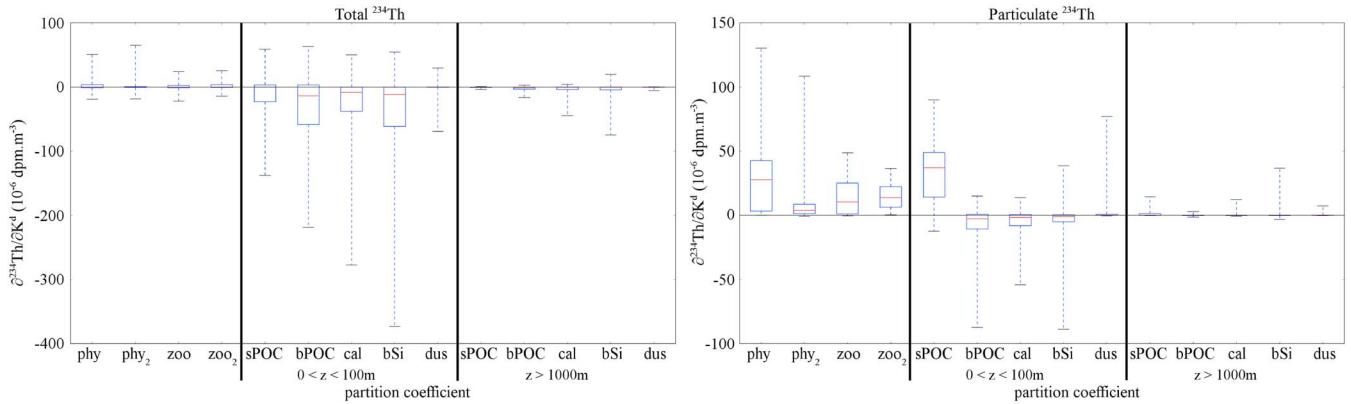 Total ²³⁴Th
100
0
-100
-200
-300
-400
∂²³⁴Th/∂Kᵈ (10⁻⁶ dpm.m⁻³)
phy phy₂ zoo zoo₂ sPOC bPOC cal bSi dus sPOC bPOC cal bSi dus
0 < z < 100m z > 1000m
partition coefficient
Particulate ²³⁴Th
150
100
50
0
-50
-100
∂²³⁴Th/∂Kᵈ (10⁻⁶ dpm.m⁻³)
phy phy₂ zoo zoo₂ sPOC bPOC cal bSi dus sPOC bPOC cal bSi dus
0 < z < 100m z > 1000m
partition coefficient